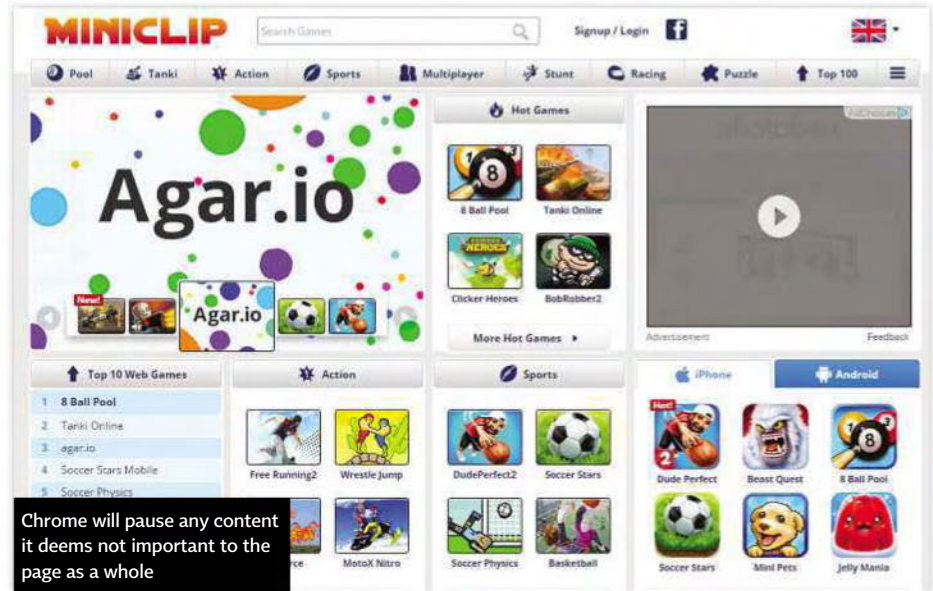 MINICLIP
Search Games
Signup / Login
Pool
Tanki
Action
Sports
Multiplayer
Stunt
Racing
Puzzle
Top 100
Agar.io
New!
Agar.io
Hot Games
8 Ball Pool
Tanki Online
Clicker Heroes
BobRobber2
More Hot Games
AdChoices
Advertisement
Feedback
Top 10 Web Games
1 8 Ball Pool
2 Tanki Online
3 agar.io
4 Soccer Stars Mobile
5 Soccer Physics
Action
Free Running2
Wrestle Jump
MotoX Nitro
Sports
DudePerfect2
Soccer Stars
Soccer Physics
Basketball
iPhone
Android
Hot!
2
Dude Perfect
Beast Quest
8 Ball Pool
Soccer Stars
Mini Pets
Jelly Mania
Chrome will pause any content
it deems not important to the
page as a whole